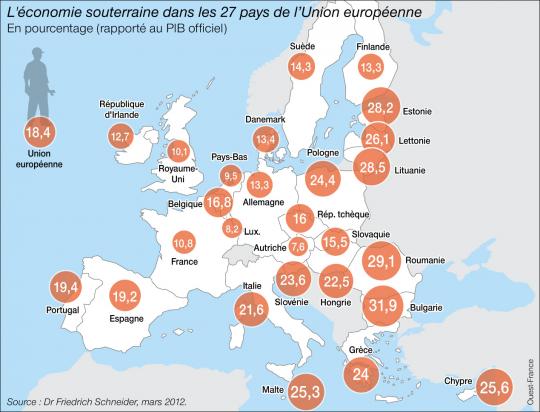 L'économie souterraine dans les 27 pays de l'Union européenne
En pourcentage (rapporté au PIB officiel)
Suède
14,3
Finlande
13,3
18,4
Union
européenne
République
d'Irlande
12,7
10,1
Royaume-
Uni
Danemark
13,4
28,2
Estonie
26,1
Lettonie
28,5
Lituanie
Pays-Bas
9,5
Pologne
24,4
13,3
Allemagne
Belgique
16,8
8,2
Lux.
16
Rép. tchèque
Autriche
7,6
15,5
Slovaquie
10,8
France
29,1
Roumanie
23,6
Slovénie
22,5
Hongrie
31,9
Bulgarie
19,4
Portugal
19,2
Espagne
Italie
21,6
Grèce
24
Malte
25,3
Chypre
25,6
Source : Dr Friedrich Schneider, mars 2012.
Ouest-France